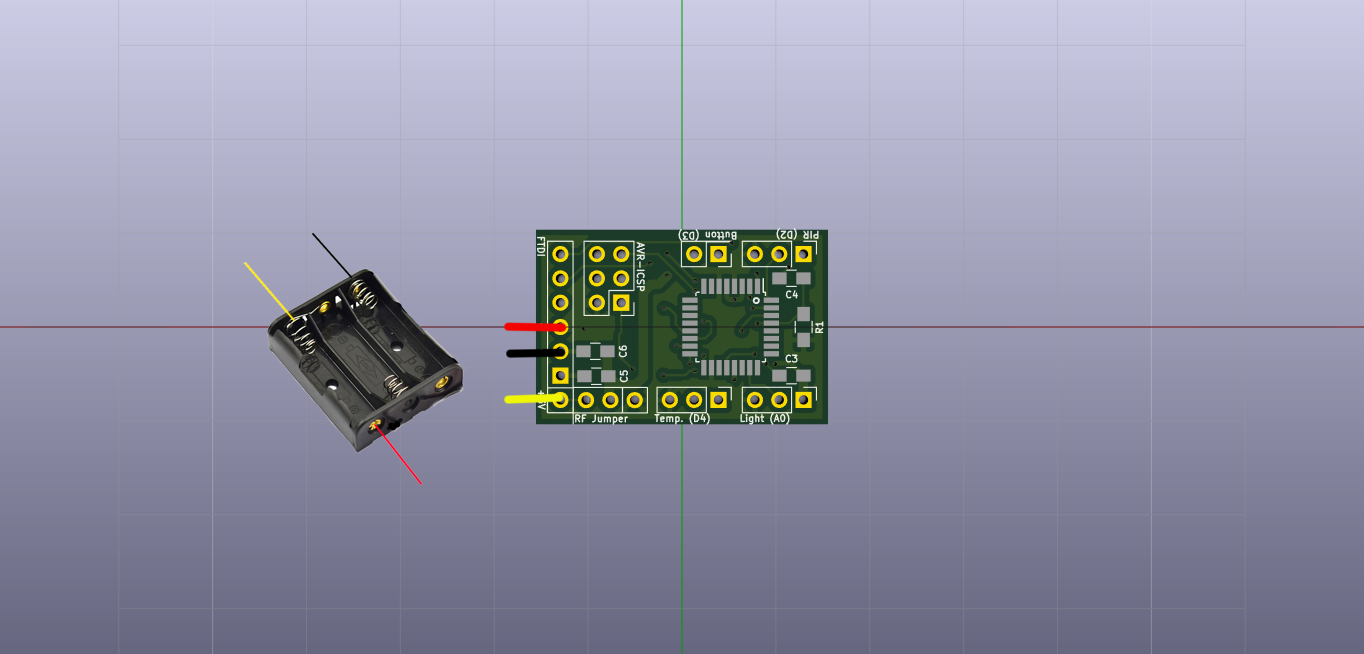 Button (D3)
PIR (D2)
FTDI
AVR-ICSP
C4
R1
C6
C3
C5
V+
RF Jumper
Temp. (D4)
Light (A0)